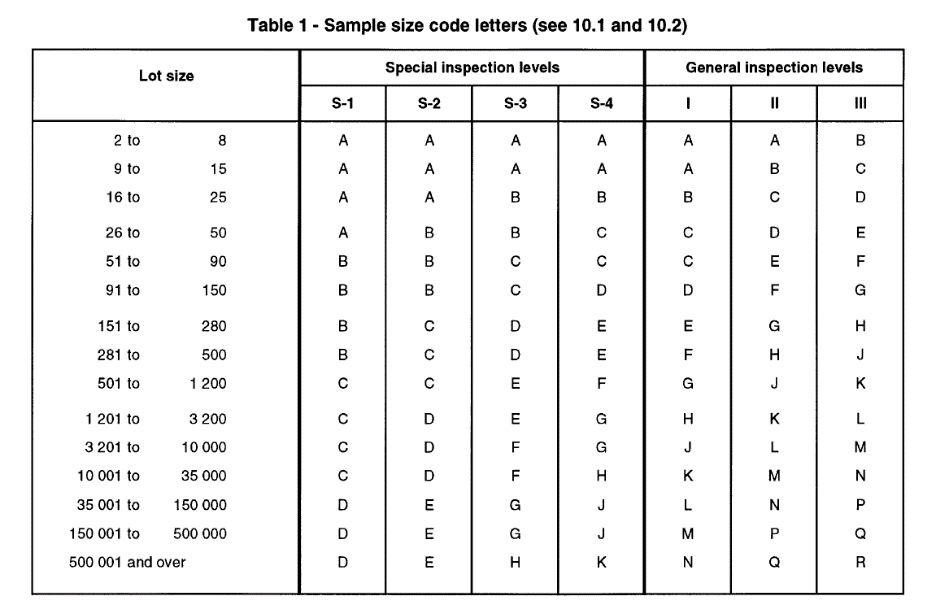 Table 1 - Sample size code letters (see 10.1 and 10.2)
Lot size Special inspection levels General inspection levels
S-1 S-2 S-3 S-4 I II III
2 to 8 A A A A A A B
9 to 15 A A A A A B C
16 to 25 A A B B B C D
26 to 50 A B B C C D E
51 to 90 B B C C C E F
91 to 150 B B C D D F G
151 to 280 B C D E E G H
281 to 500 B C D E F H J
501 to 1 200 C C E F G J K
1 201 to 3 200 C D E G H K L
3 201 to 10 000 C D F G J L M
10 001 to 35 000 C D F H K M N
35 001 to 150 000 D E G J L N P
150 001 to 500 000 D E G J M P Q
500 001 and over D E H K N Q R